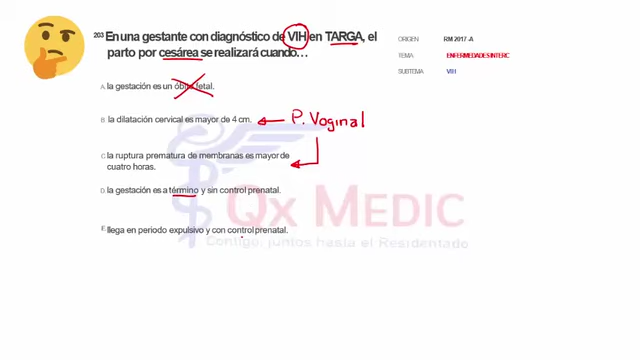 203 En una gestante con diagnóstico de VIH en TARGA, el
parto por cesárea se realizará cuando…
A. la gestación es un óbito fetal.
B. la dilatación cervical es mayor de 4 cm.
P. Vaginal
C. la ruptura prematura de membranas es mayor de
cuatro horas.
D. la gestación es a término y sin control prenatal.
E. llega en periodo expulsivo y con control prenatal.
ORIGEN RM 2017 -A
TEMA ENFERMEDADES INTERC
SUBTEMA VIH
Qx MEDIC
Contigo, juntos hasta el Residentado